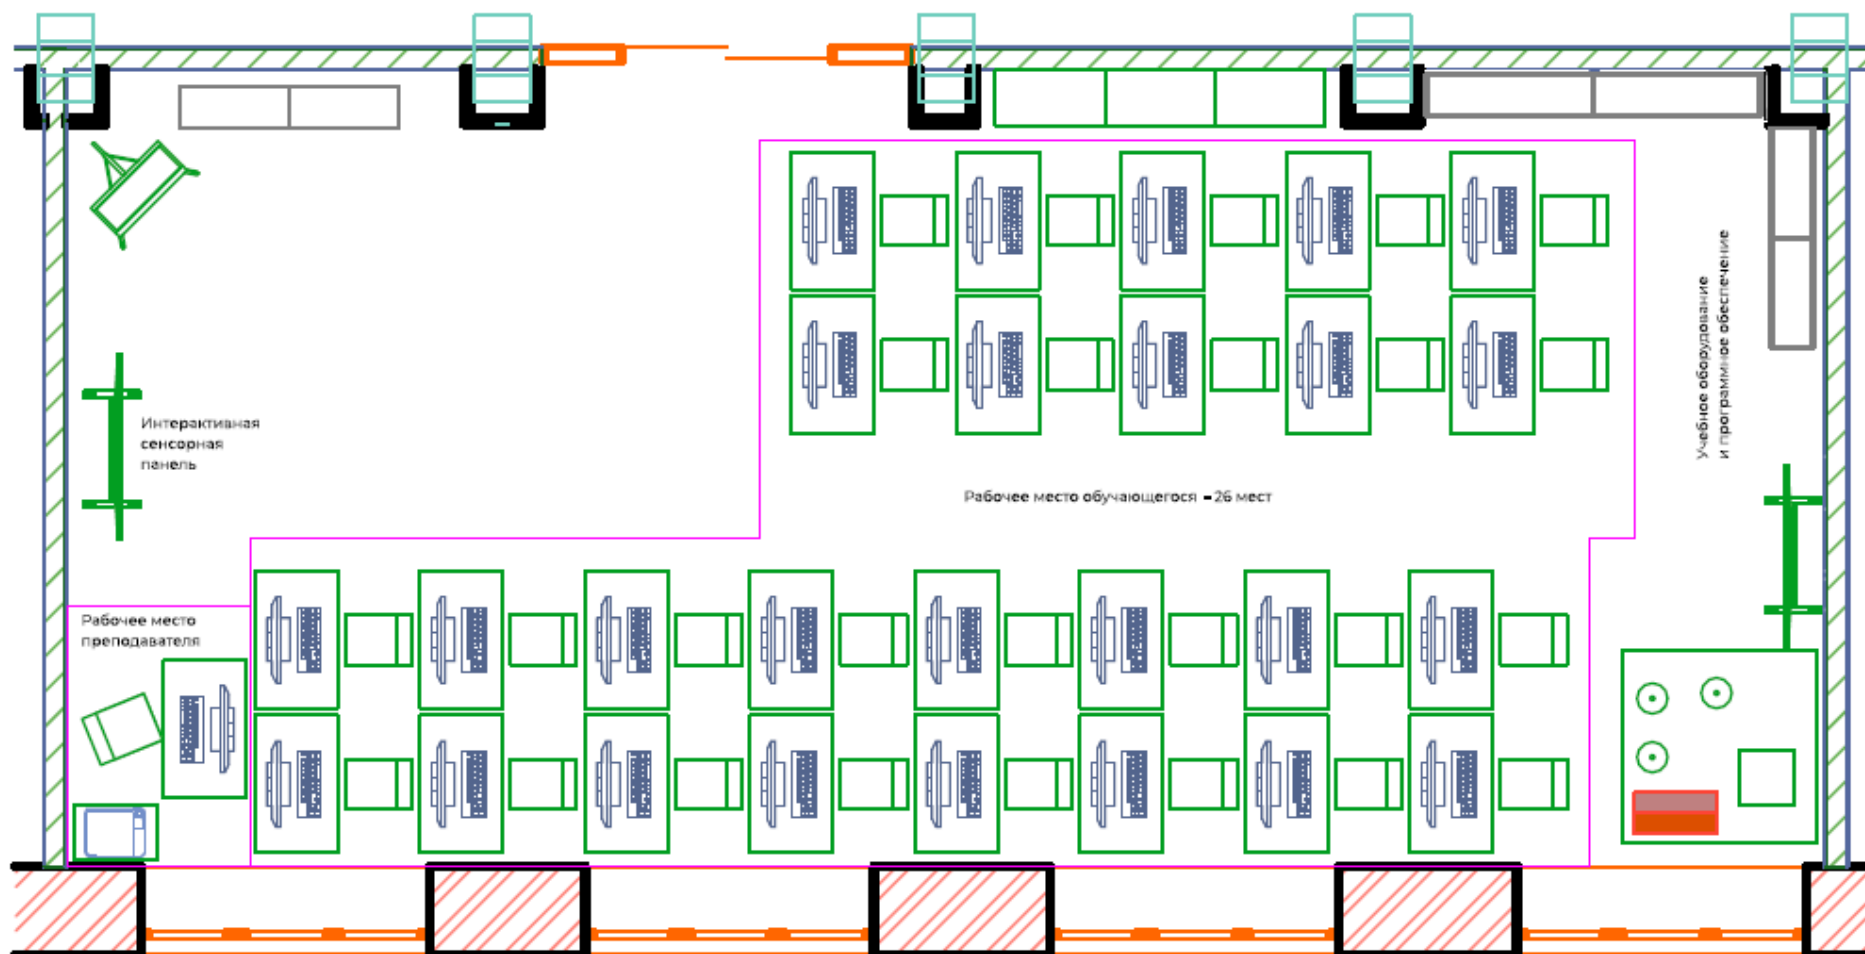 Интерактивная
сенсорная
панель
Рабочее место обучающегося - 26 мест
Учебное оборудование
и программное обеспечение
Рабочее место
преподавателя